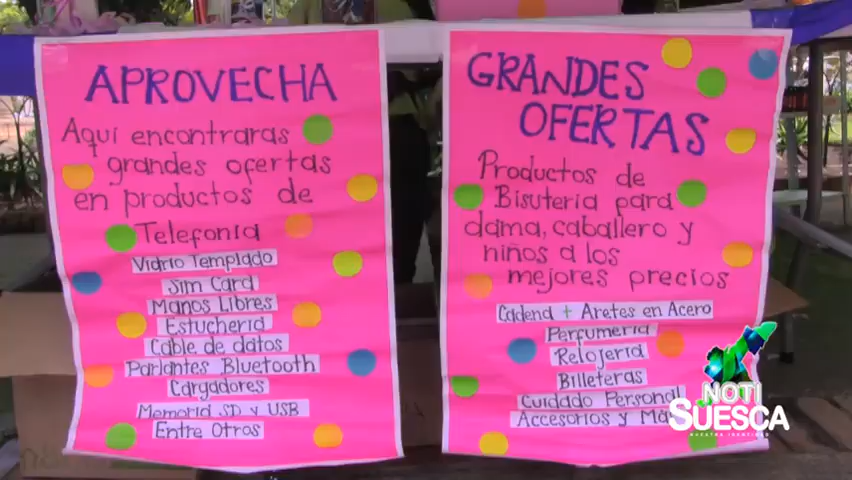 APROVECHA
Aquí encontraras
grandes ofertas
en productos de
Telefonía
Vidrio Templado
Sim Card
Manos Libres
Estucheria
Cable de datos
Parlantes Bluetooth
Cargadores
Memoria SD y USB
Entre Otros
GRANDES
OFERTAS
Productos de
Bisuteria para
dama, caballero y
niños a los
mejores precios
Cadena + Aretes en Acero
Perfumeria
Relojeria
Billeteras
Cuidado Personal
Accesorios y
NOTI
SUESCA